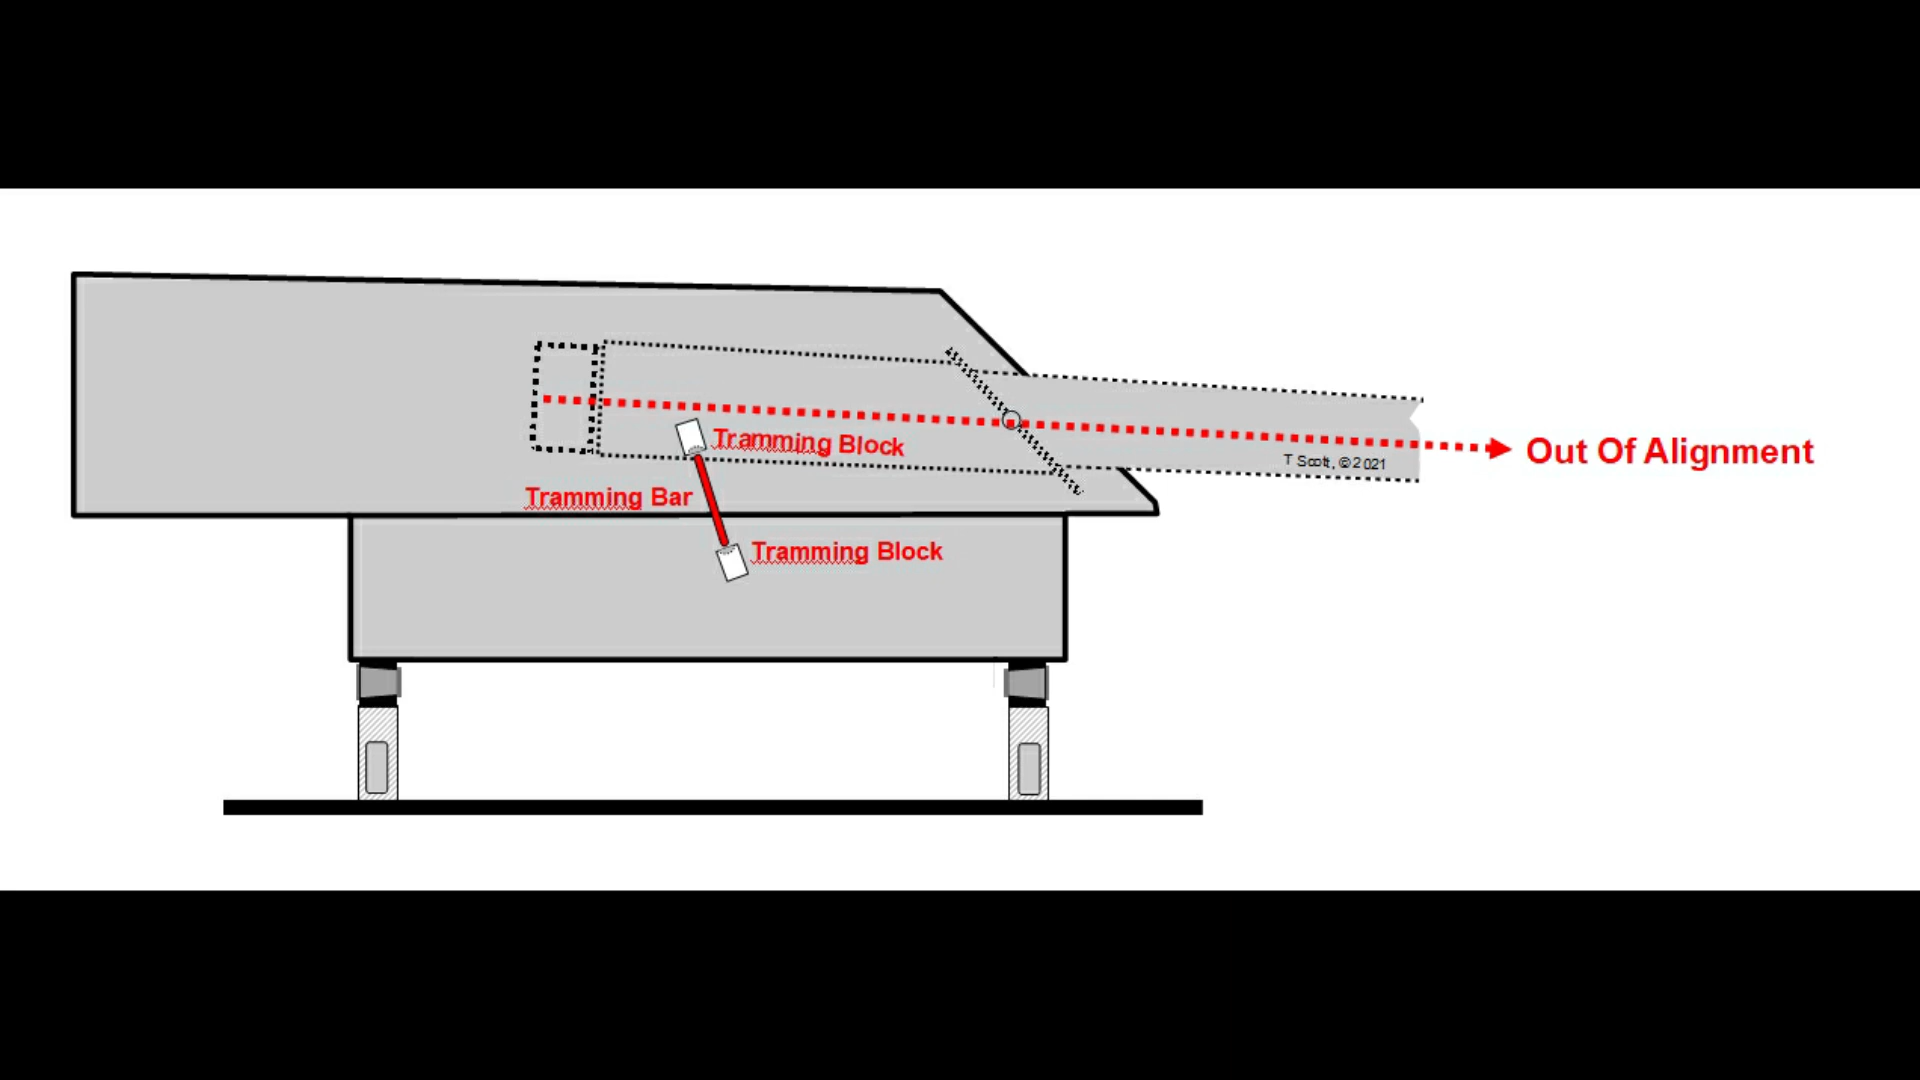 Tramming Block
Out Of Alignment
T Scott, © 2021
Tramming Bar
Tramming Block